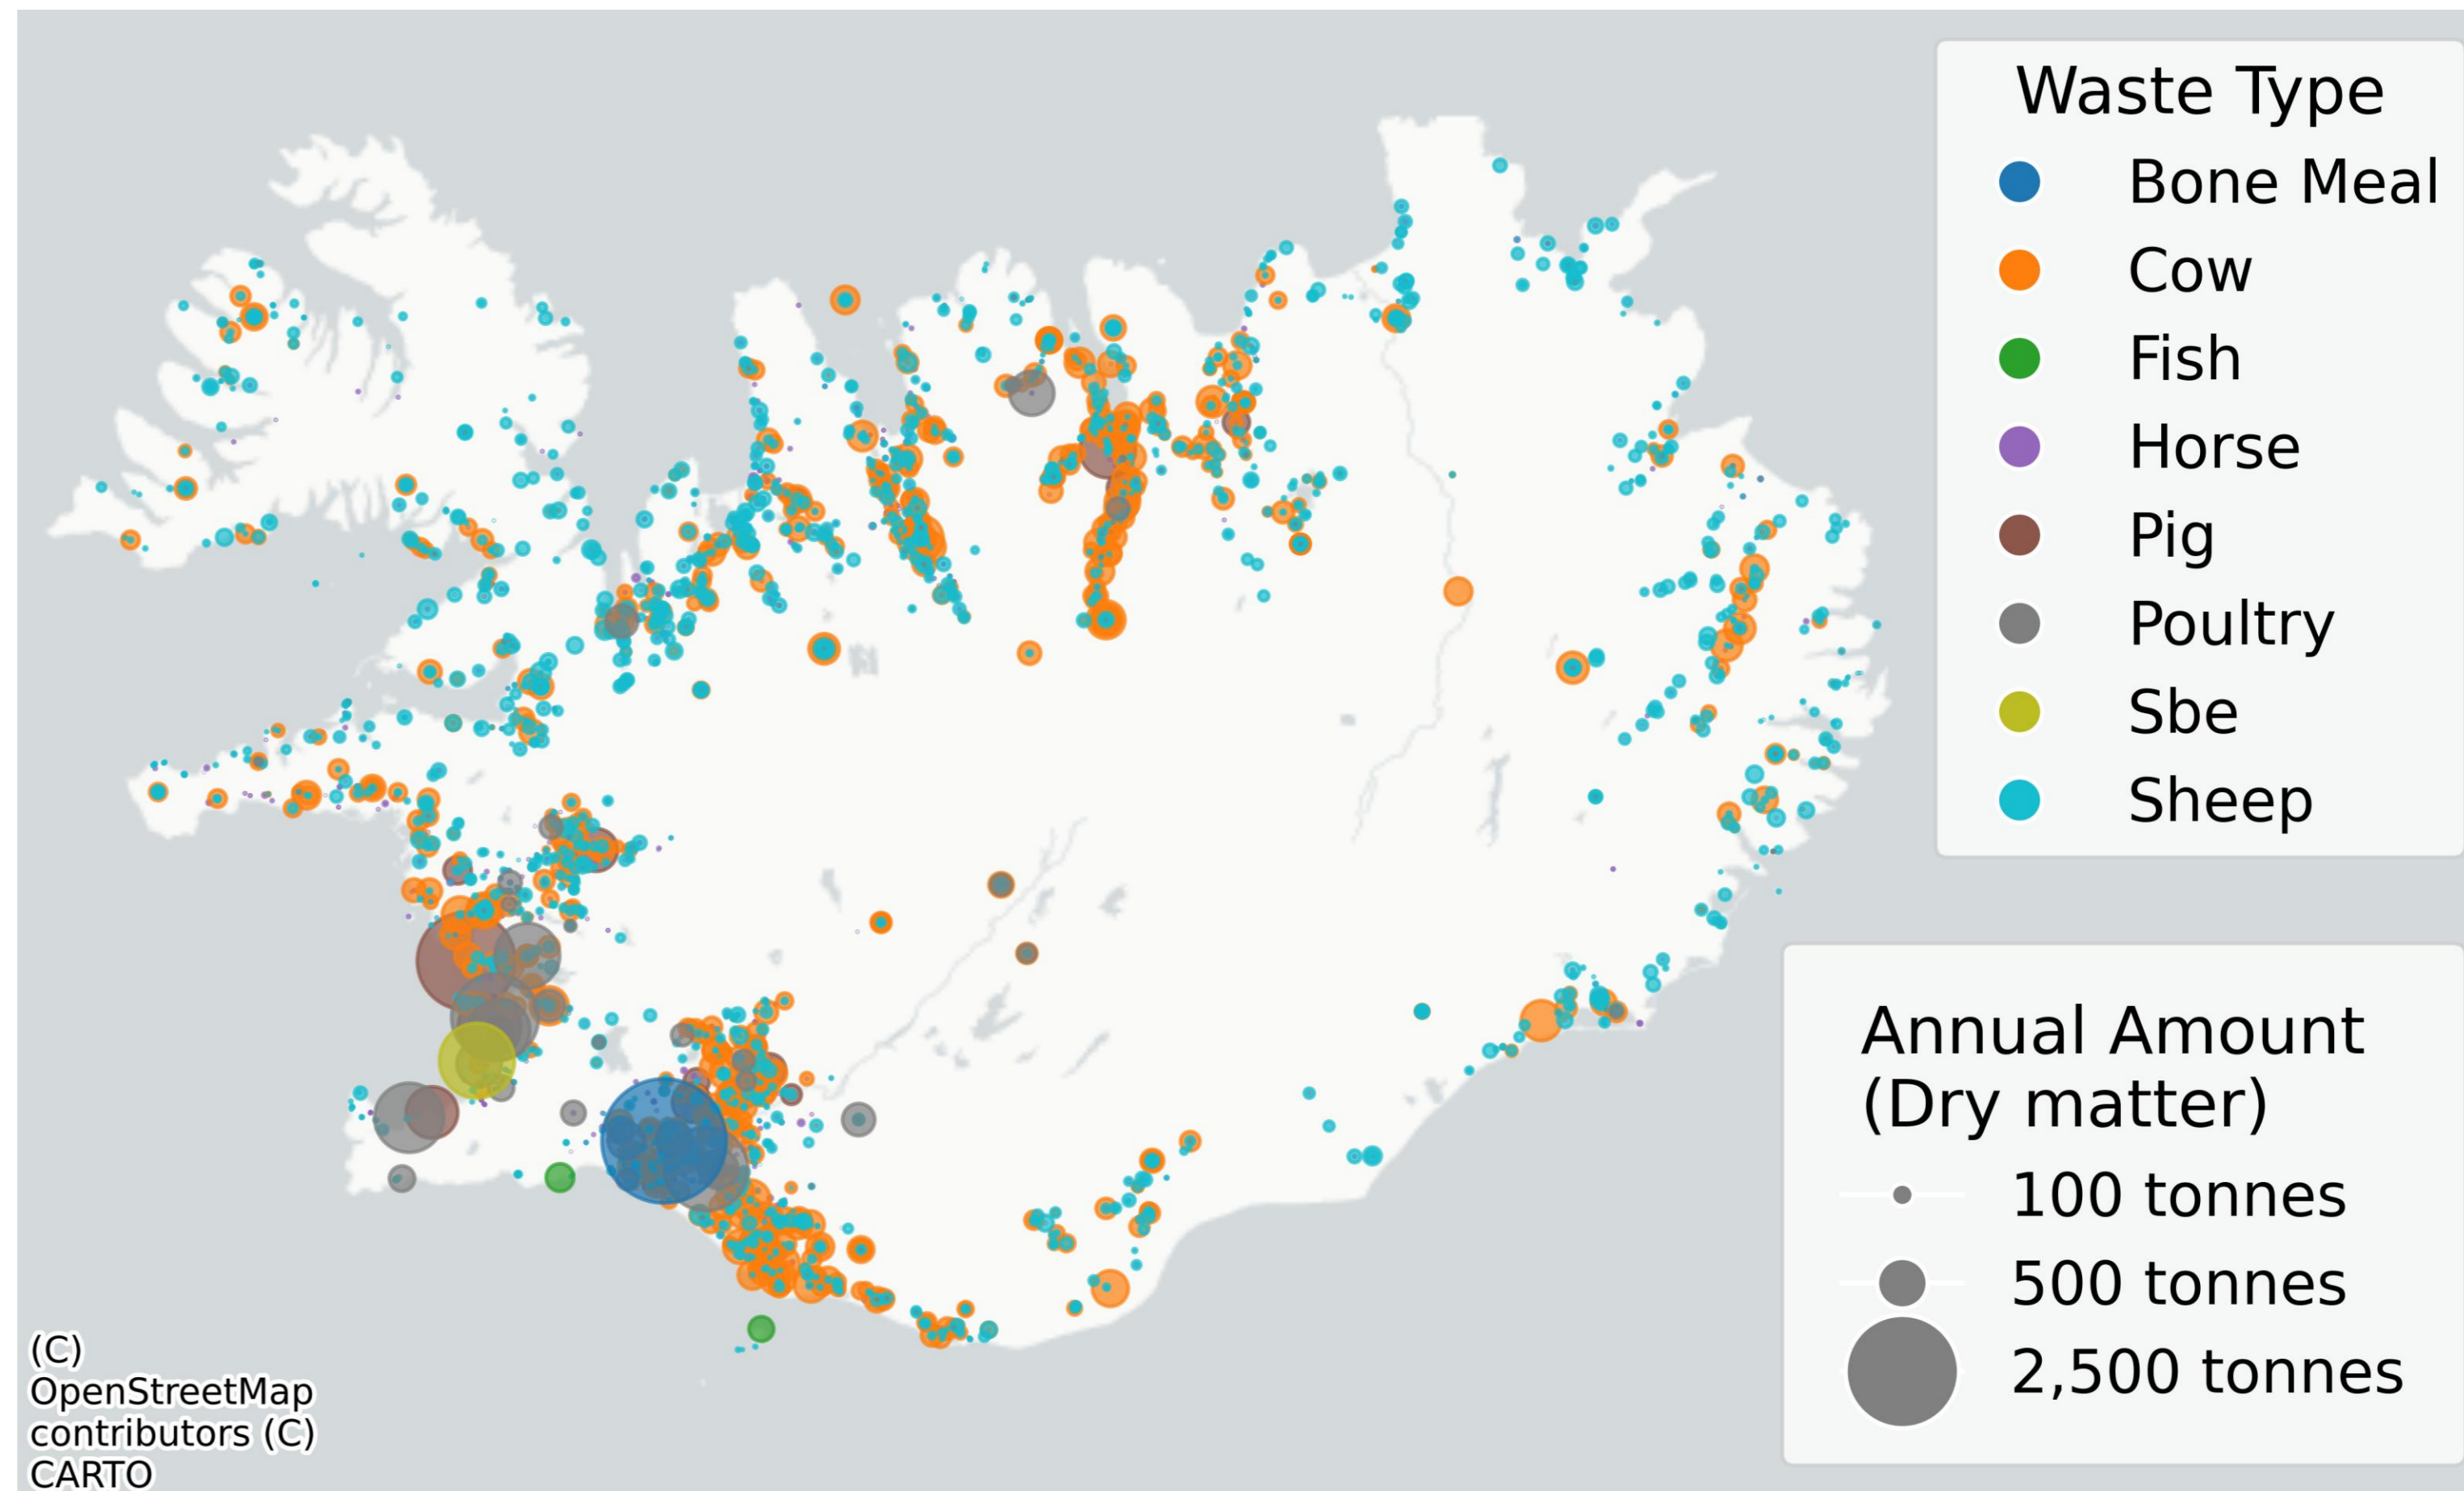 Waste Type
Bone Meal
Cow
Fish
Horse
Pig
Poultry
Sbe
Sheep
Annual Amount
(Dry matter)
100 tonnes
500 tonnes
2,500 tonnes
(C)
OpenStreetMap
contributors (C)
CARTO